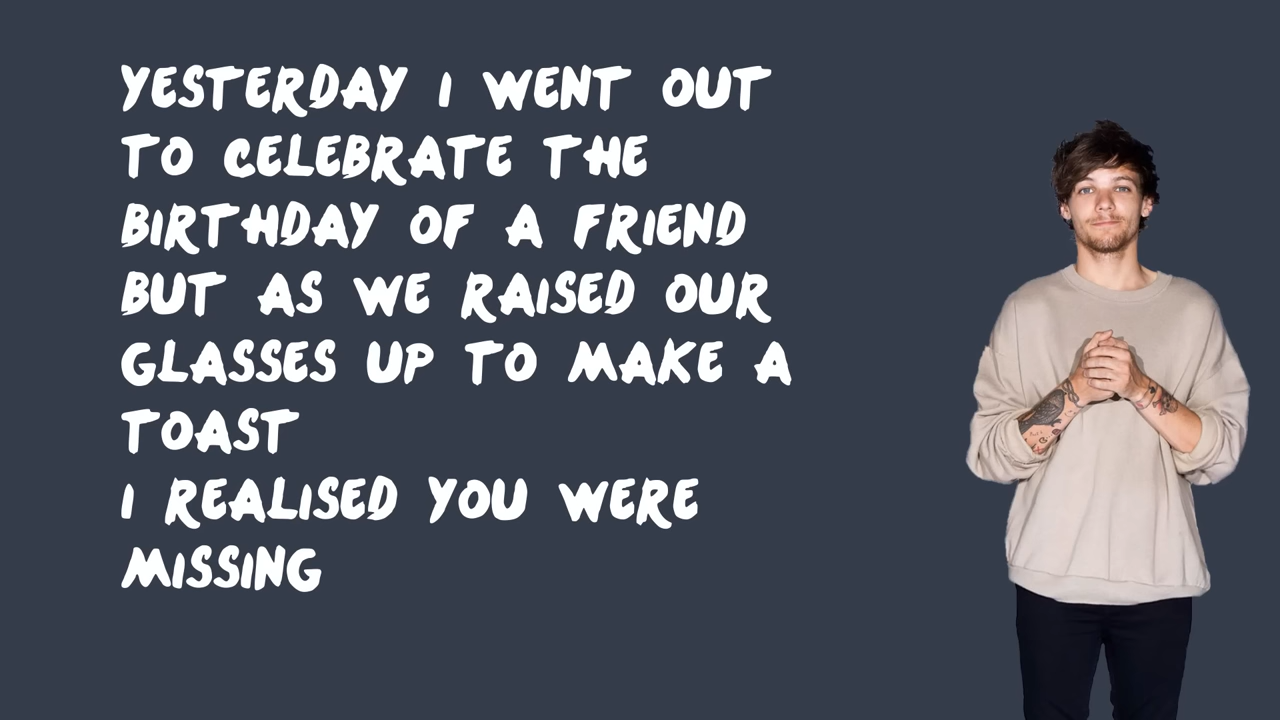 YESTERDAY I WENT OUT
TO CELEBRATE THE
BIRTHDAY OF A FRIEND
BUT AS WE RAISED OUR
GLASSES UP TO MAKE A
TOAST
I REALISED YOU WERE
MISSING